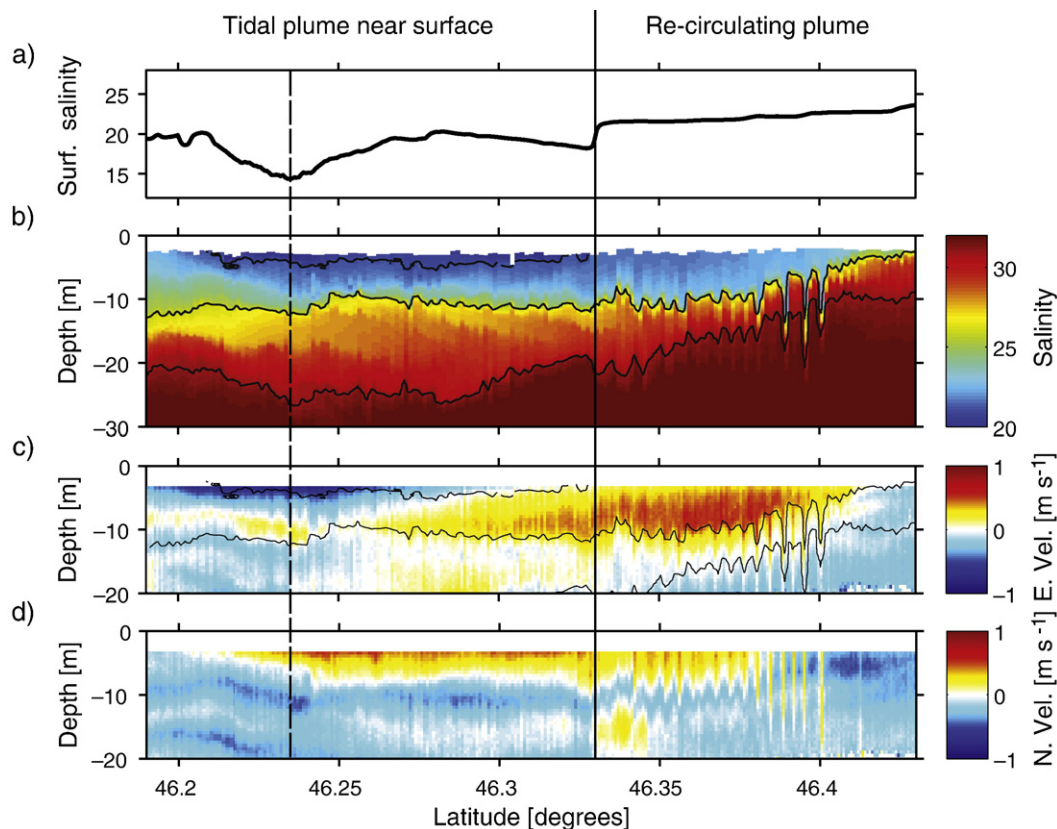 Tidal plume near surface
Re-circulating plume
a)
25
20
15
Surf. salinity
b)
0
−10
−20
−30
Depth [m]
30
25
20
Salinity
c)
0
−10
−20
Depth [m]
1
0
−1
E. Vel. [m s⁻¹]
d)
0
−10
−20
Depth [m]
1
0
−1
N. Vel. [m s⁻¹]
46.2
46.25
46.3
46.35
46.4
Latitude [degrees]